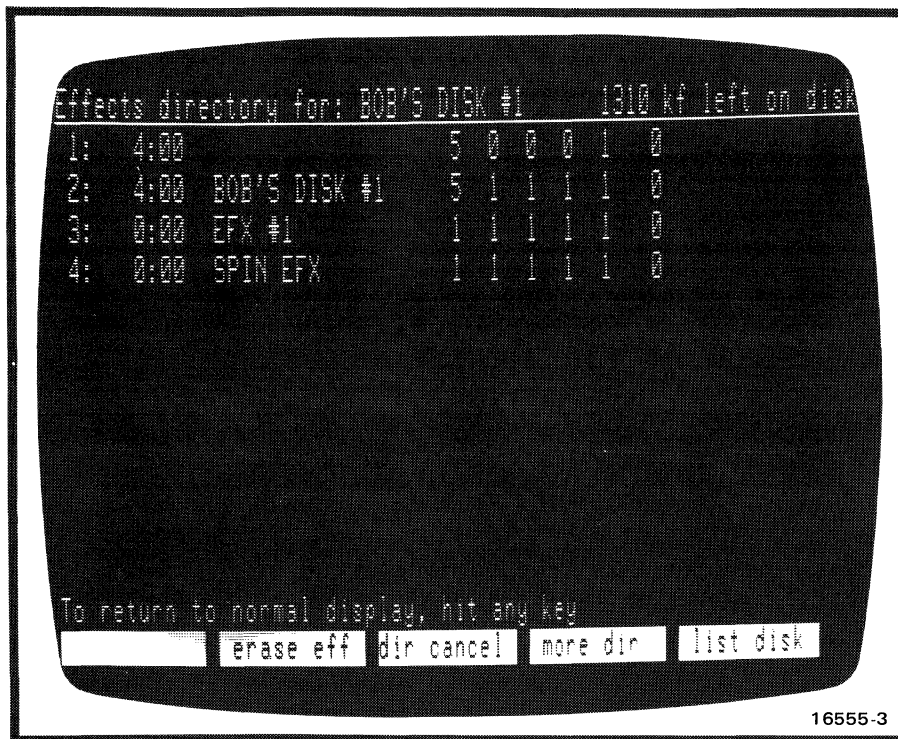 Effects directory for: BOB'S DISK #1 1310 kf left on disk
1: 4:00 5 0 0 0 1 0
2: 4:00 BOB'S DISK #1 5 1 1 1 1 0
3: 0:00 EFX #1 1 1 1 1 1 0
4: 0:00 SPIN EFX 1 1 1 1 1 0
To return to normal display, hit any key
erase eff dir cancel more dir list disk
16555-3